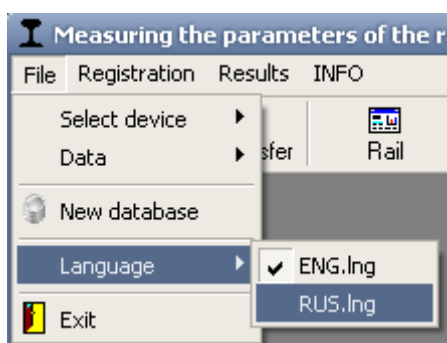 Measuring the parameters of the r
File Registration Results INFO
Select device
Data
sfer
Rail
New database
Language
ENG.lng
RUS.lng
Exit